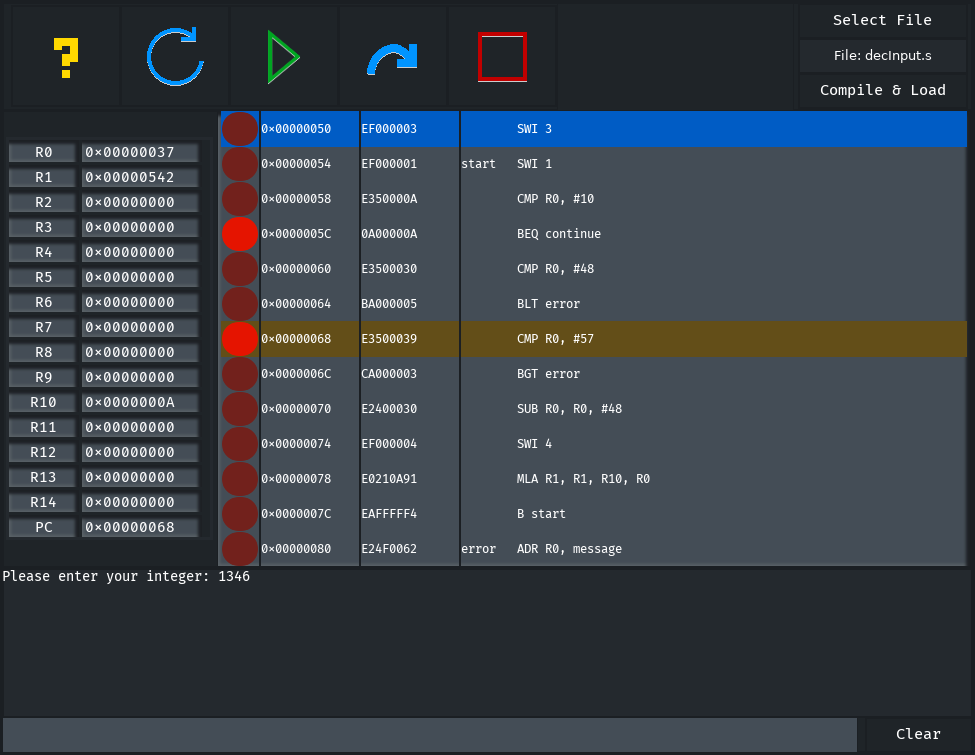 Select File
File: decInput.s
Compile & Load
R0 0×00000037
R1 0×00000542
R2 0×00000000
R3 0×00000000
R4 0×00000000
R5 0×00000000
R6 0×00000000
R7 0×00000000
R8 0×00000000
R9 0×00000000
R10 0×0000000A
R11 0×00000000
R12 0×00000000
R13 0×00000000
R14 0×00000000
PC 0×00000068
0×00000050 EF000003 SWI 3
0×00000054 EF000001 start SWI 1
0×00000058 E350000A CMP R0, #10
0×0000005C 0A00000A BEQ continue
0×00000060 E3500030 CMP R0, #48
0×00000064 BA000005 BLT error
0×00000068 E3500039 CMP R0, #57
0×0000006C CA000003 BGT error
0×00000070 E2400030 SUB R0, R0, #48
0×00000074 EF000004 SWI 4
0×00000078 E0210A91 MLA R1, R1, R10, R0
0×0000007C EAFFFFF4 B start
0×00000080 E24F0062 error ADR R0, message
Please enter your integer: 1346
Clear